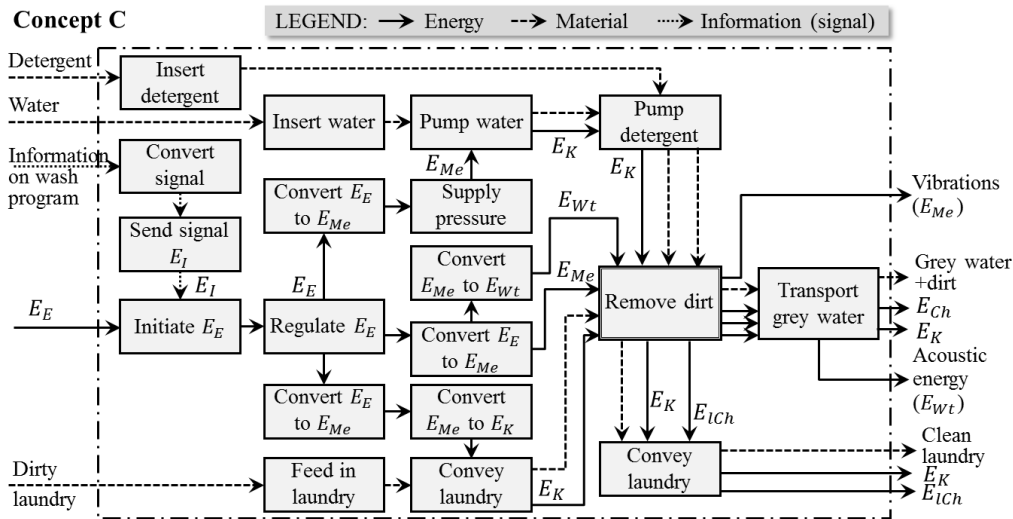 Concept C
LEGEND: Energy Material Information (signal)
Detergent
Insert
detergent
Water
Insert water
Pump water
Pump
detergent
E_K
E_Me
E_K
Information
on wash
program
Convert
signal
Convert E_E
to E_Me
Supply
pressure
E_Wt
Vibrations
(E_Me)
Send signal
E_I
Convert
E_Me to E_Wt
E_Me
E_E
E_I
Remove dirt
Transport
grey water
Grey water
+dirt
E_Ch
E_K
E_E
Initiate E_E
Regulate E_E
Convert E_E
to E_Me
Acoustic
energy
(E_Wt)
Convert E_E
to E_Me
Convert
E_Me to E_K
E_K
E_lCh
Dirty
laundry
Feed in
laundry
Convey
laundry
E_K
Convey
laundry
Clean
laundry
E_K
E_lCh